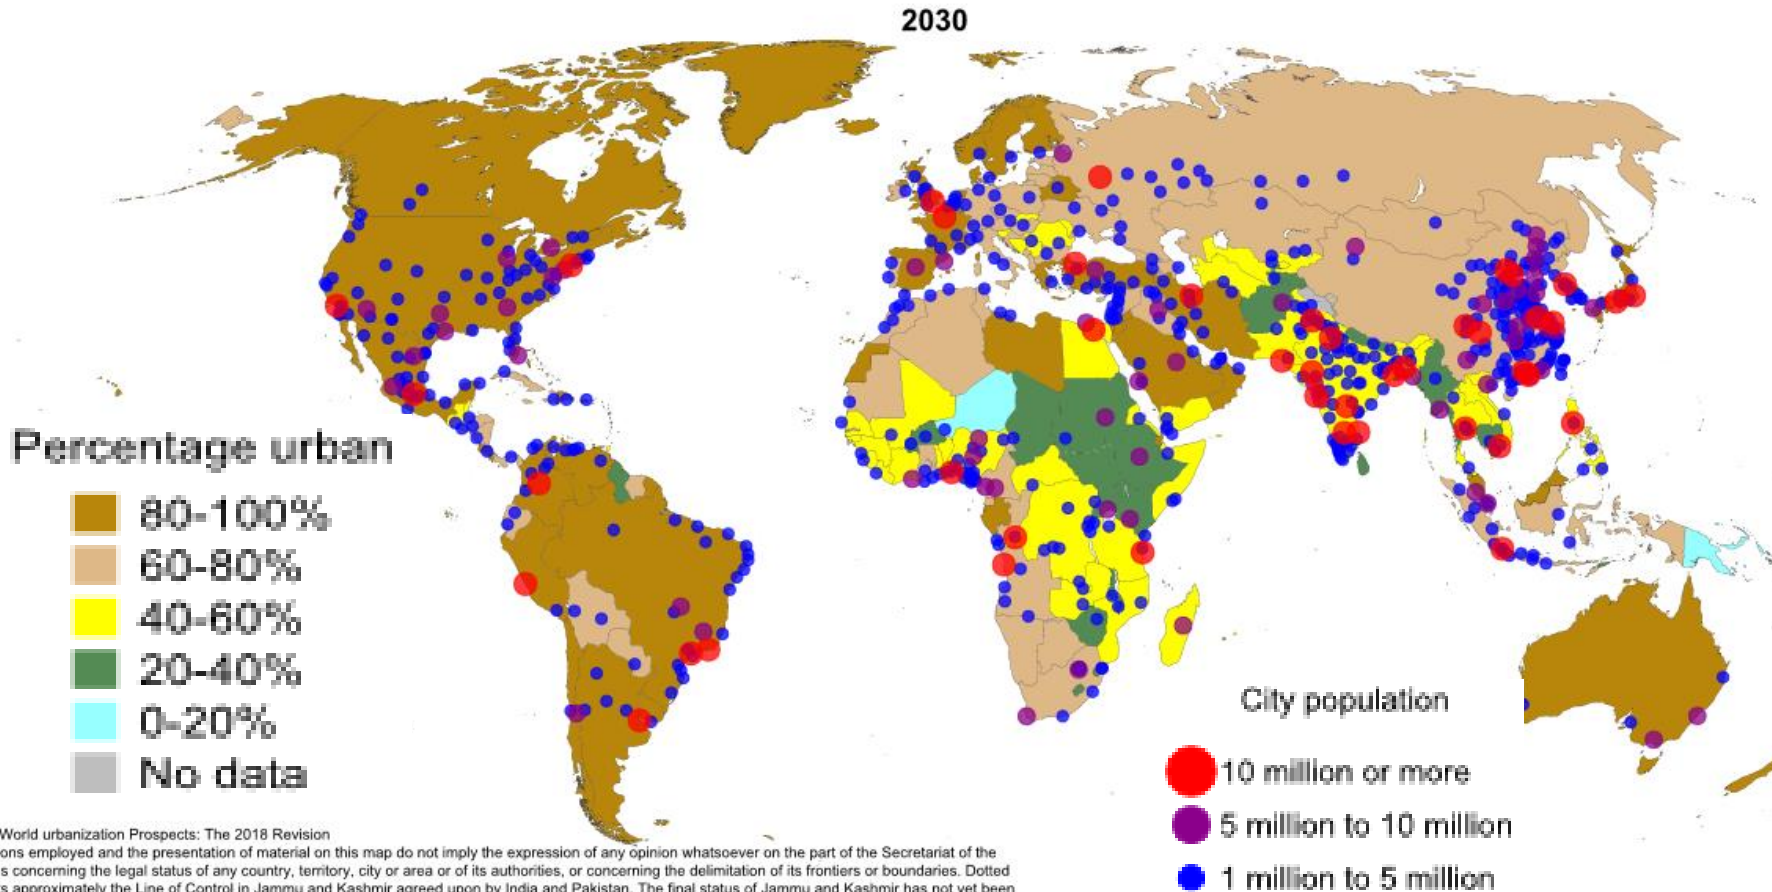 2030
Percentage urban
80-100%
60-80%
40-60%
20-40%
0-20%
No data
City population
10 million or more
5 million to 10 million
1 million to 5 million
World urbanization Prospects: The 2018 Revision
ons employed and the presentation of material on this map do not imply the expression of any opinion whatsoever on the part of the Secretariat of the
s concerning the legal status of any country, territory, city or area or of its authorities, or concerning the delimitation of its frontiers or boundaries. Dotted
s approximately the Line of Control in Jammu and Kashmir agreed upon by India and Pakistan. The final status of Jammu and Kashmir has not yet been